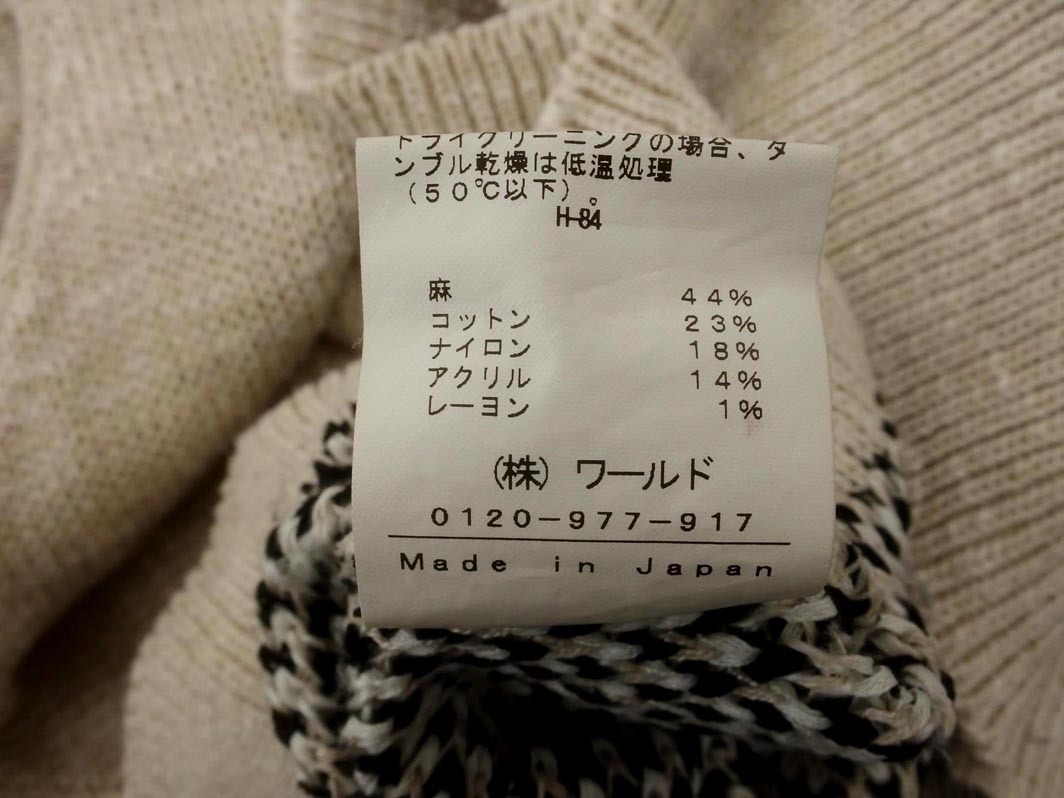 ドライクリーニングの場合、タ
ンブル乾燥は低温処理
（５０℃以下）。
H-84
麻 ４４％
コットン ２３％
ナイロン １８％
アクリル １４％
レーヨン １％
（株）ワールド
０１２０－９７７－９１７
Ｍａｄｅ ｉｎ Ｊａｐａｎ